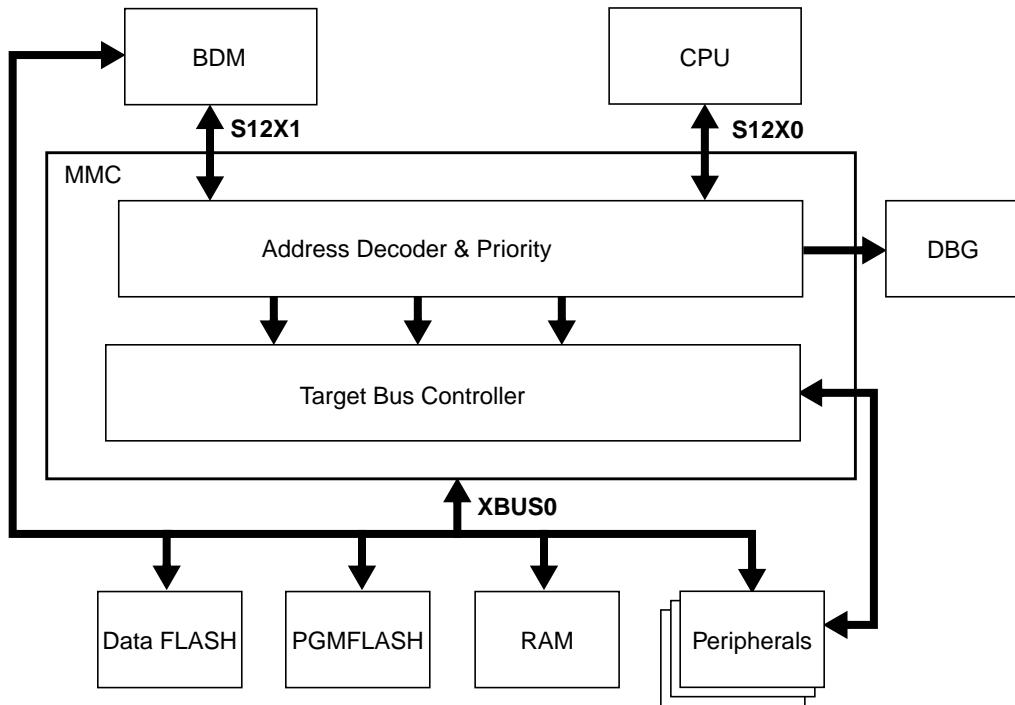 BDM
CPU
S12X1
S12X0
MMC
Address Decoder & Priority
DBG
Target Bus Controller
XBUS0
Data FLASH
PGMFLASH
RAM
Peripherals